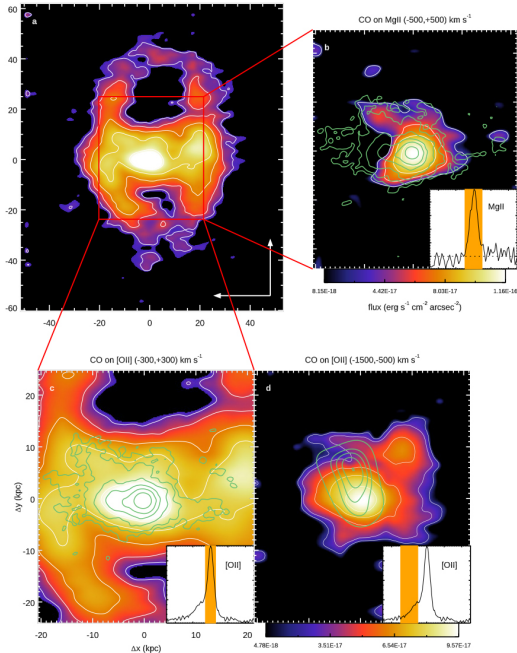 60
a
40
20
0
-20
-40
-60
-40
-20
0
20
40
CO on MgII (-500,+500) km s⁻¹
b
MgII
8.15E-18
4.42E-17
8.03E-17
1.16E-16
flux (erg s⁻¹ cm⁻² arcsec⁻²)
CO on [OII] (-300,+300) km s⁻¹
c
20
10
0
-10
-20
Δy (kpc)
[OII]
-20
-10
0
10
20
Δx (kpc)
CO on [OII] (-1500,-500) km s⁻¹
d
[OII]
4.78E-18
3.51E-17
6.54E-17
9.57E-17